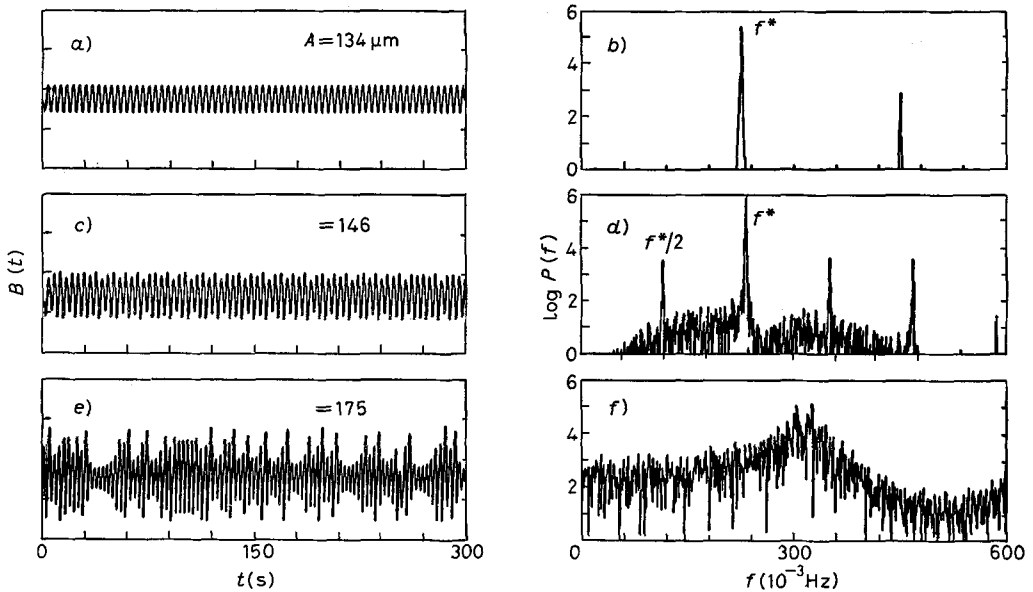 a) A=134 μm
b) f*
6
4
2
0
c) =146
d) f*/2 f*
6
4
2
0
B(t)
log P(f)
e) =175
f)
6
4
2
0 150 300
t(s)
0 300 600
f(10⁻³Hz)